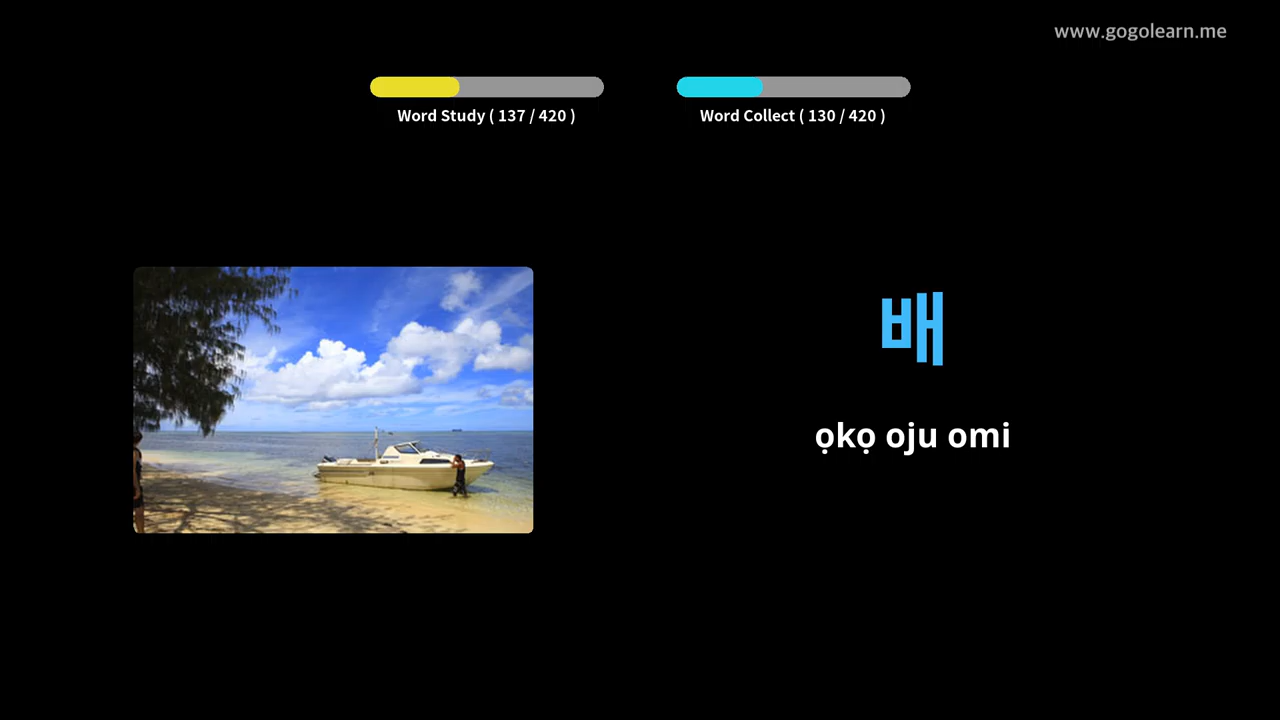 www.gogolearn.me
Word Study ( 137 / 420 )
Word Collect ( 130 / 420 )
배
ọkọ oju omi